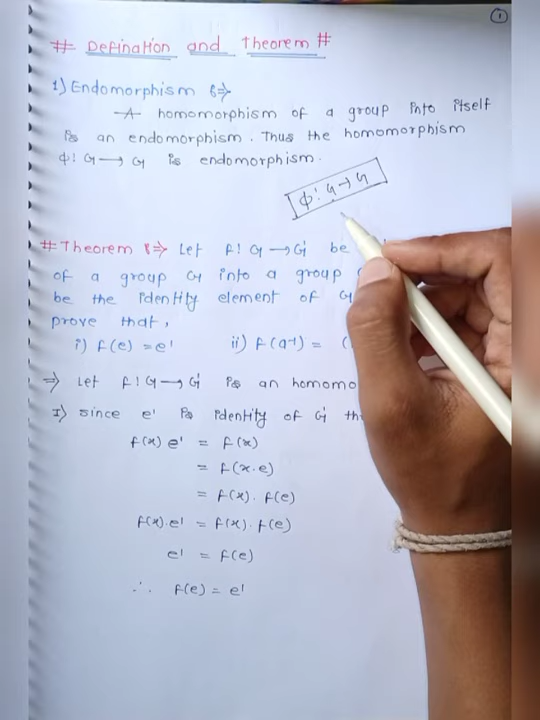 1
# Defination and Theorem #
1) Endomorphism :⇒
A homomorphism of a group into itself
is an endomorphism. Thus the homomorphism
φ: G → G is endomorphism.
φ: G → G
# Theorem :⇒ Let f: G → G' be
of a group G into a group
be the identity element of G
prove that,
i) f(e) = e' ii) f(a-1) = (
⇒ Let f: G → G' is an homomo
I) since e' is identity of G' th
f(x) e' = f(x)
= f(x.e)
= f(x). f(e)
f(x).e' = f(x). f(e)
e' = f(e)
∴ f(e) = e'